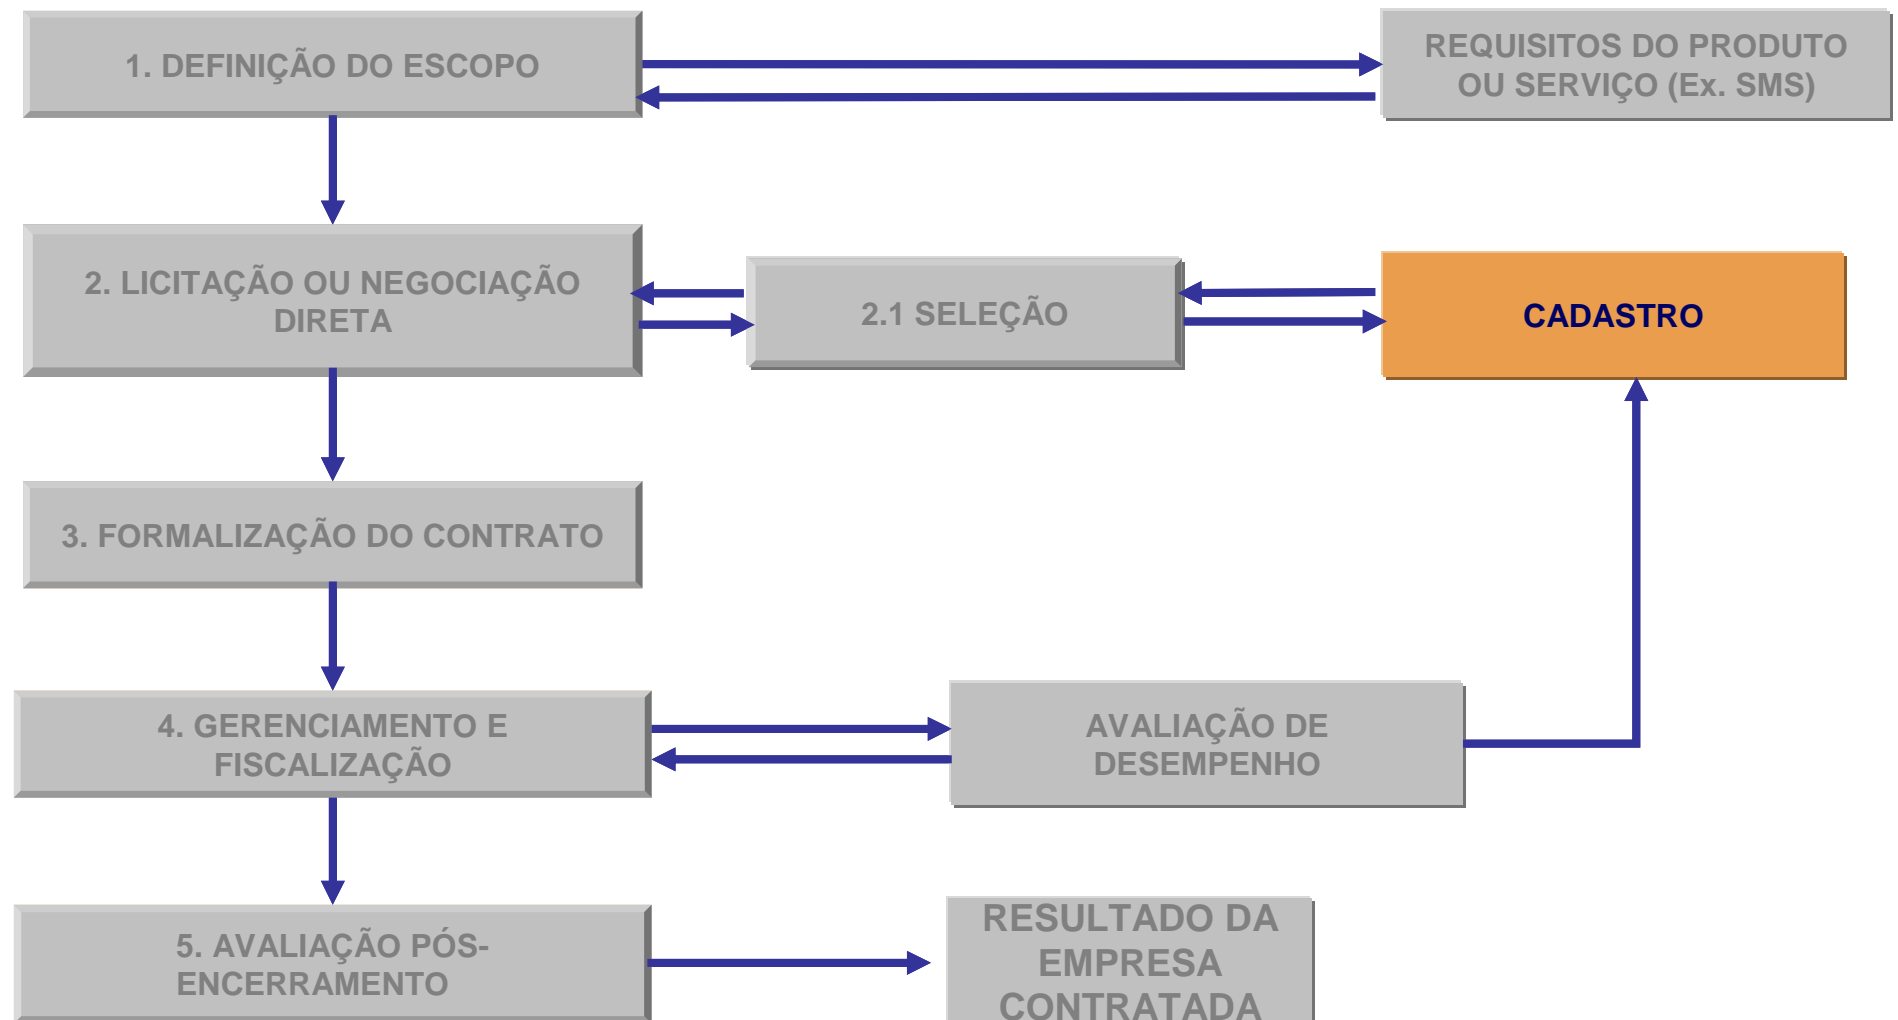 1. DEFINIÇÃO DO ESCOPO
REQUISITOS DO PRODUTO
OU SERVIÇO (Ex. SMS)
2. LICITAÇÃO OU NEGOCIAÇÃO
DIRETA
2.1 SELEÇÃO
CADASTRO
3. FORMALIZAÇÃO DO CONTRATO
4. GERENCIAMENTO E
FISCALIZAÇÃO
AVALIAÇÃO DE
DESEMPENHO
5. AVALIAÇÃO PÓS-
ENCERRAMENTO
RESULTADO DA
EMPRESA
CONTRATADA